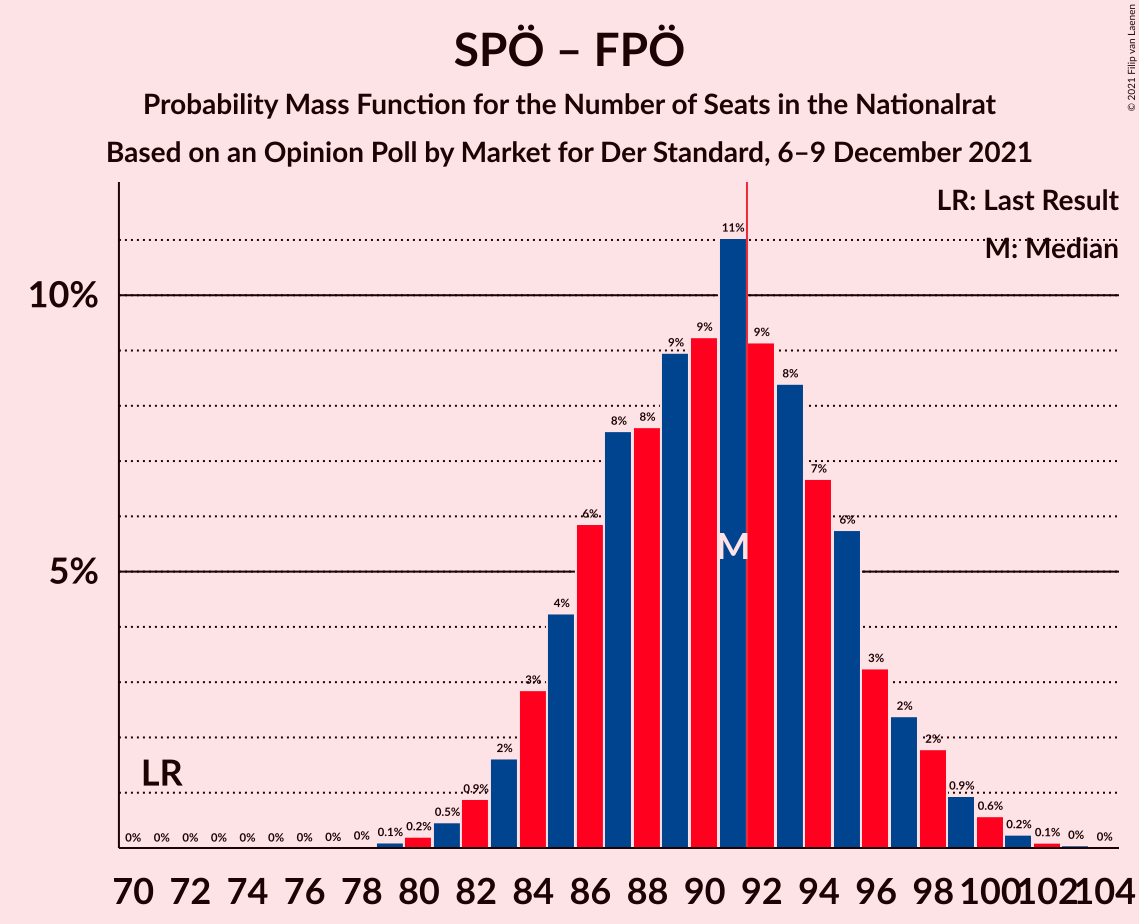 SPÖ – FPÖ
Probability Mass Function for the Number of Seats in the Nationalrat
Based on an Opinion Poll by Market for Der Standard, 6–9 December 2021
© 2021 Filip van Laenen
LR: Last Result
M: Median
10%
5%
LR
M
0% 0% 0% 0% 0% 0% 0% 0% 0% 0.1% 0.2% 0.5% 0.9% 2% 3% 4% 6% 8% 8% 9% 9% 11% 9% 8% 7% 6% 3% 2% 2% 0.9% 0.6% 0.2% 0.1% 0% 0%
70 72 74 76 78 80 82 84 86 88 90 92 94 96 98 100 102 104